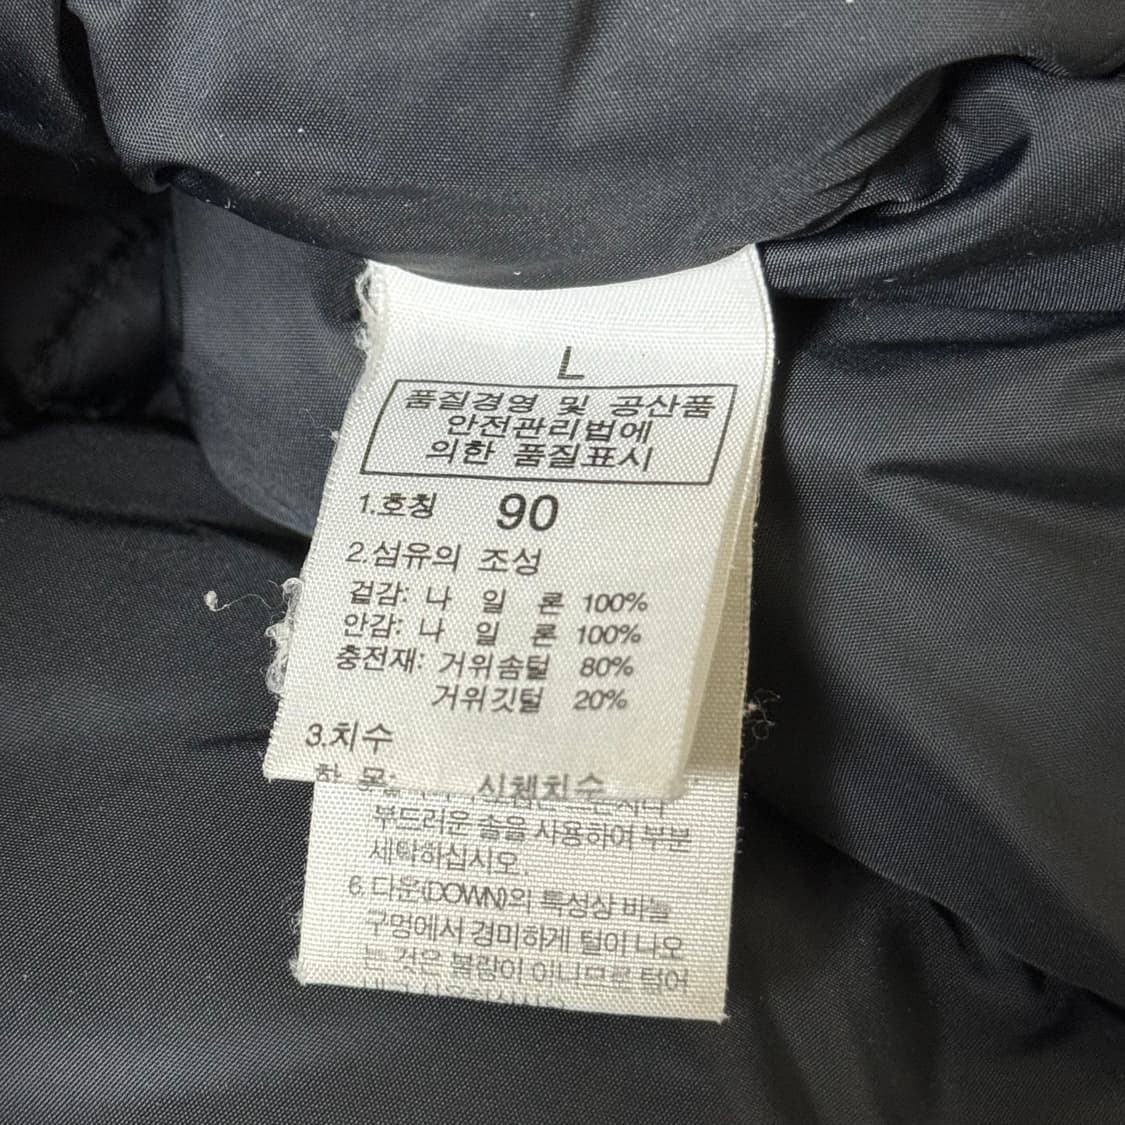 L
품질경영 및 공산품
안전관리법에
의한 품질표시
1.호칭 90
2.섬유의 조성
겉감: 나 일 론 100%
안감: 나 일 론 100%
충전재: 거위솜털 80%
거위깃털 20%
3.치수
항 목: 신체치수
부드러운 솔을 사용하여 부분
세탁하십시오.
6.다운(DOWN)의 특성상 바늘
구멍에서 경미하게 털이 나오
는 것은 불량이 아니므로 털어